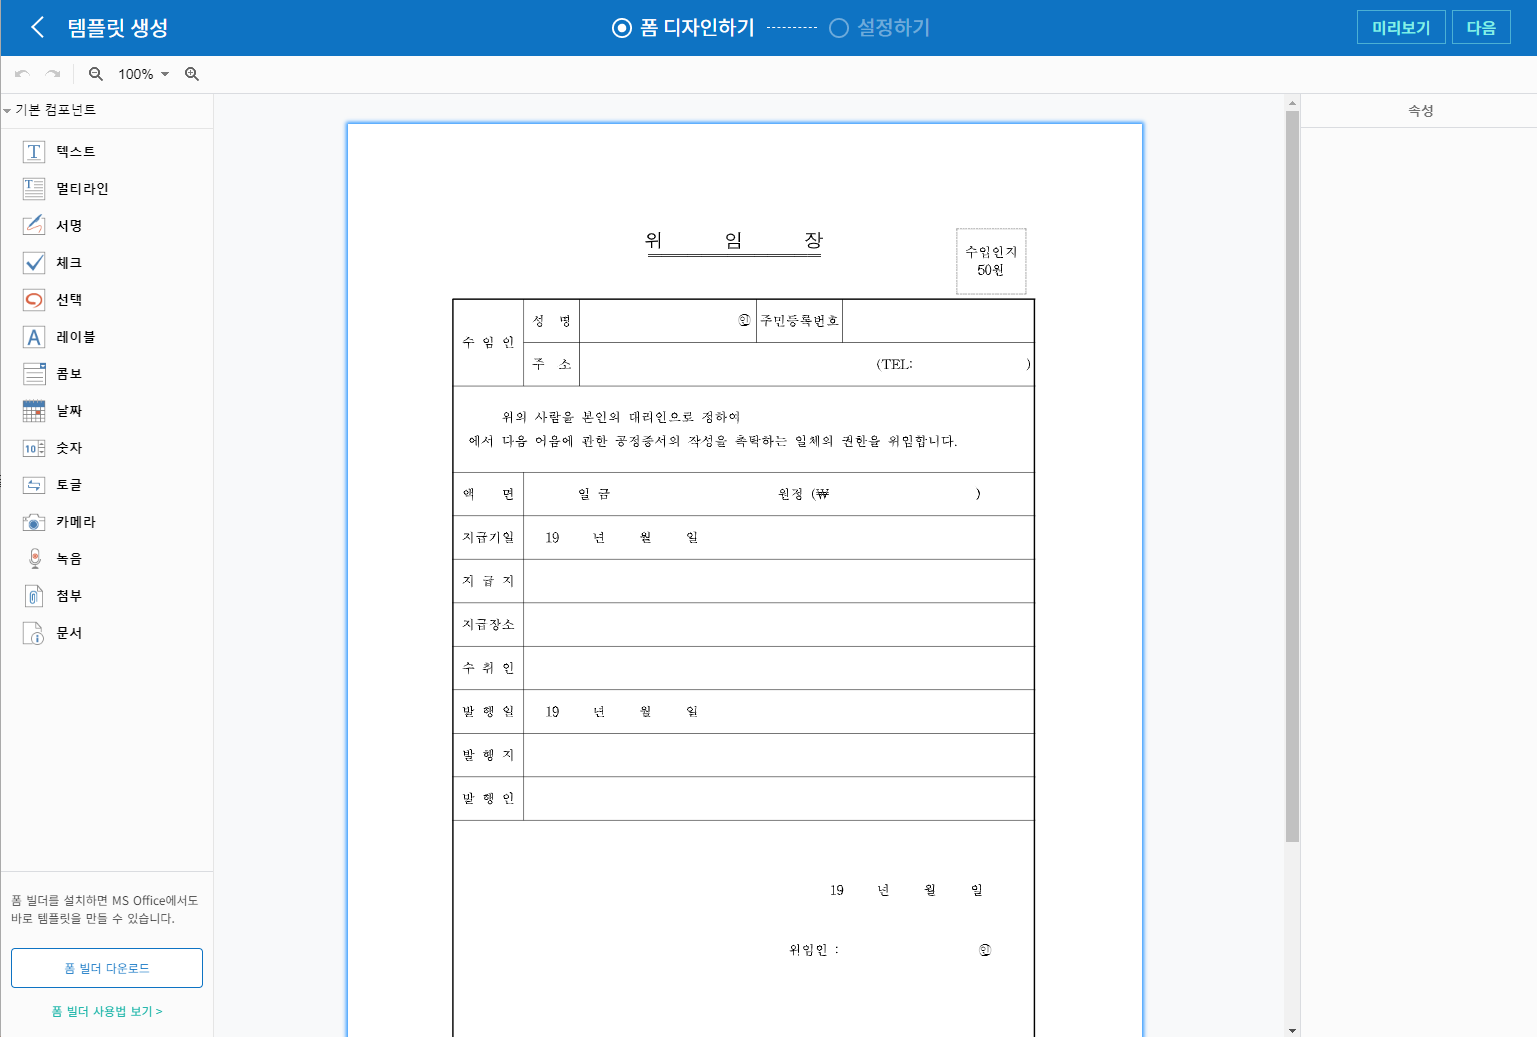 템플릿 생성
폼 디자인하기
설정하기
미리보기
다음
100%
기본 컴포넌트
속성
텍스트
멀티라인
서명
체크
선택
레이블
콤보
날짜
숫자
토글
카메라
녹음
첨부
문서
폼 빌더를 설치하면 MS Office에서도
바로 템플릿을 만들 수 있습니다.
폼 빌더 다운로드
폼 빌더 사용법 보기 >
위 임 장
수입인지
50원
수 임 인
성 명
㊞
주민등록번호
주 소
(TEL: )
위의 사람을 본인의 대리인으로 정하여
에서 다음 어음에 관한 공정증서의 작성을 촉탁하는 일체의 권한을 위임합니다.
액 면
일 금 원정 (₩ )
지급기일
19 년 월 일
지 급 지
지급장소
수 취 인
발 행 일
19 년 월 일
발 행 지
발 행 인
19 년 월 일
위임인 : ㊞